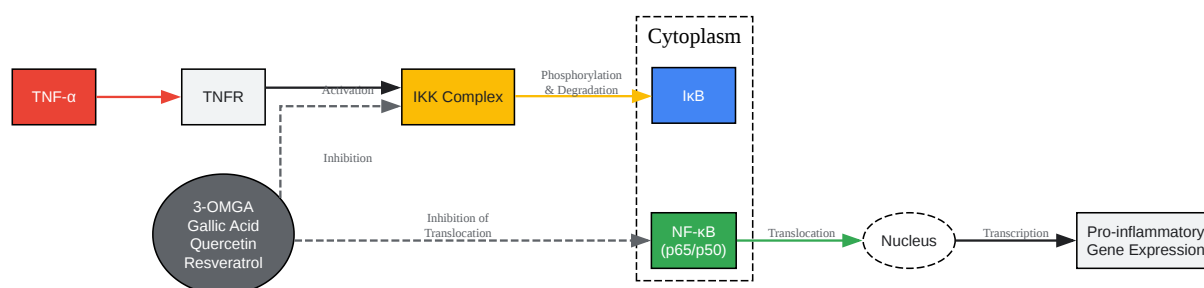 Cytoplasm
TNF-α
TNFR
Activation
IKK Complex
Phosphorylation
& Degradation
IκB
Inhibition
3-OMGA
Gallic Acid
Quercetin
Resveratrol
Inhibition of
Translocation
NF-κB
(p65/p50)
Translocation
Nucleus
Transcription
Pro-inflammatory
Gene Expression